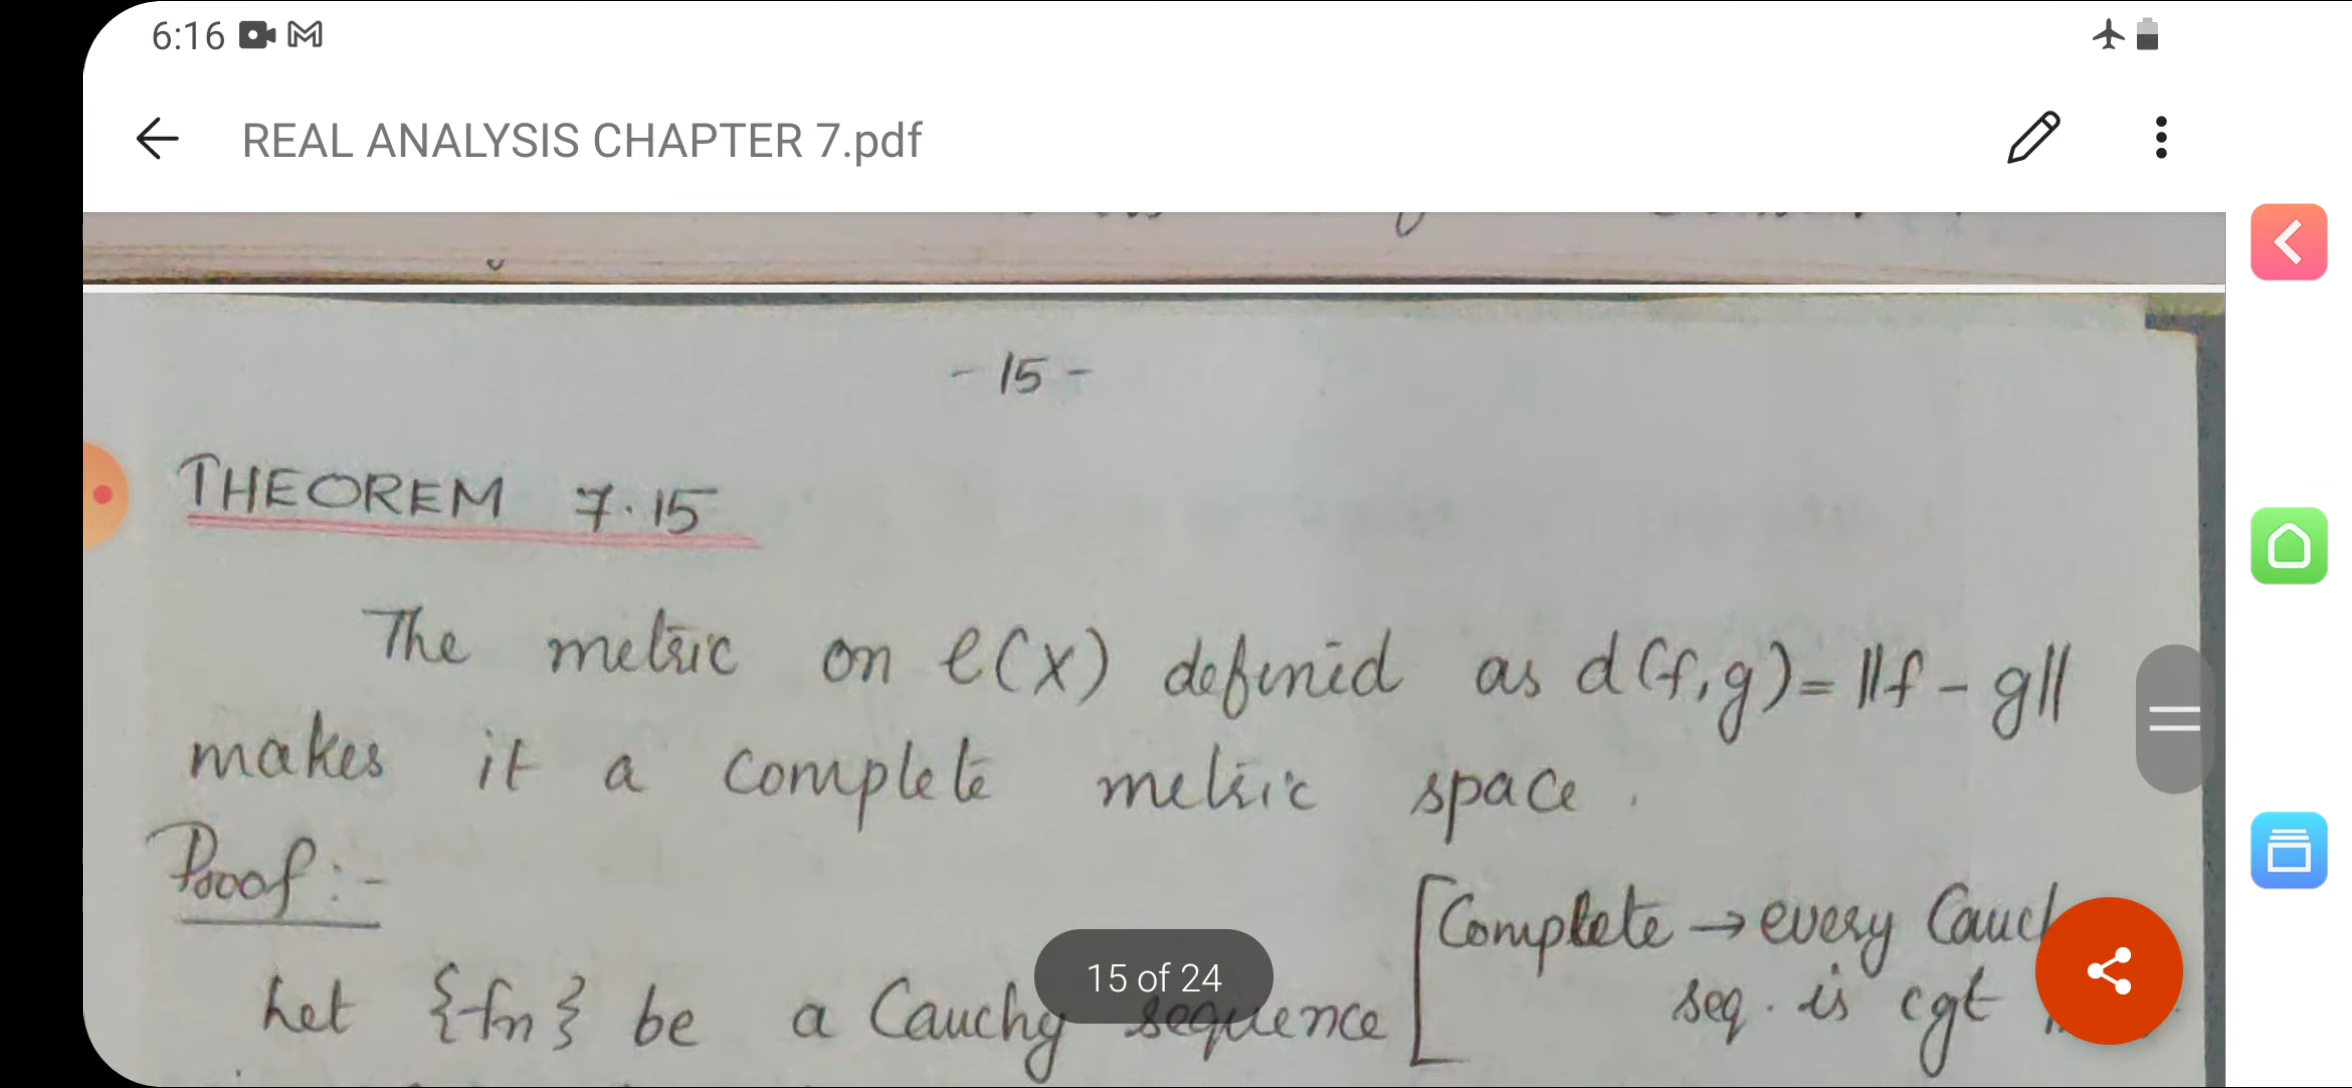 6:16
REAL ANALYSIS CHAPTER 7.pdf
- 15 -
THEOREM 7.15
The metric on C(X) defined as d(f,g) = ||f - g||
makes it a complete metric space.
Proof :-
[Complete → every
seq. is cgt
Let {fn} be a Cauchy sequence
15 of 24